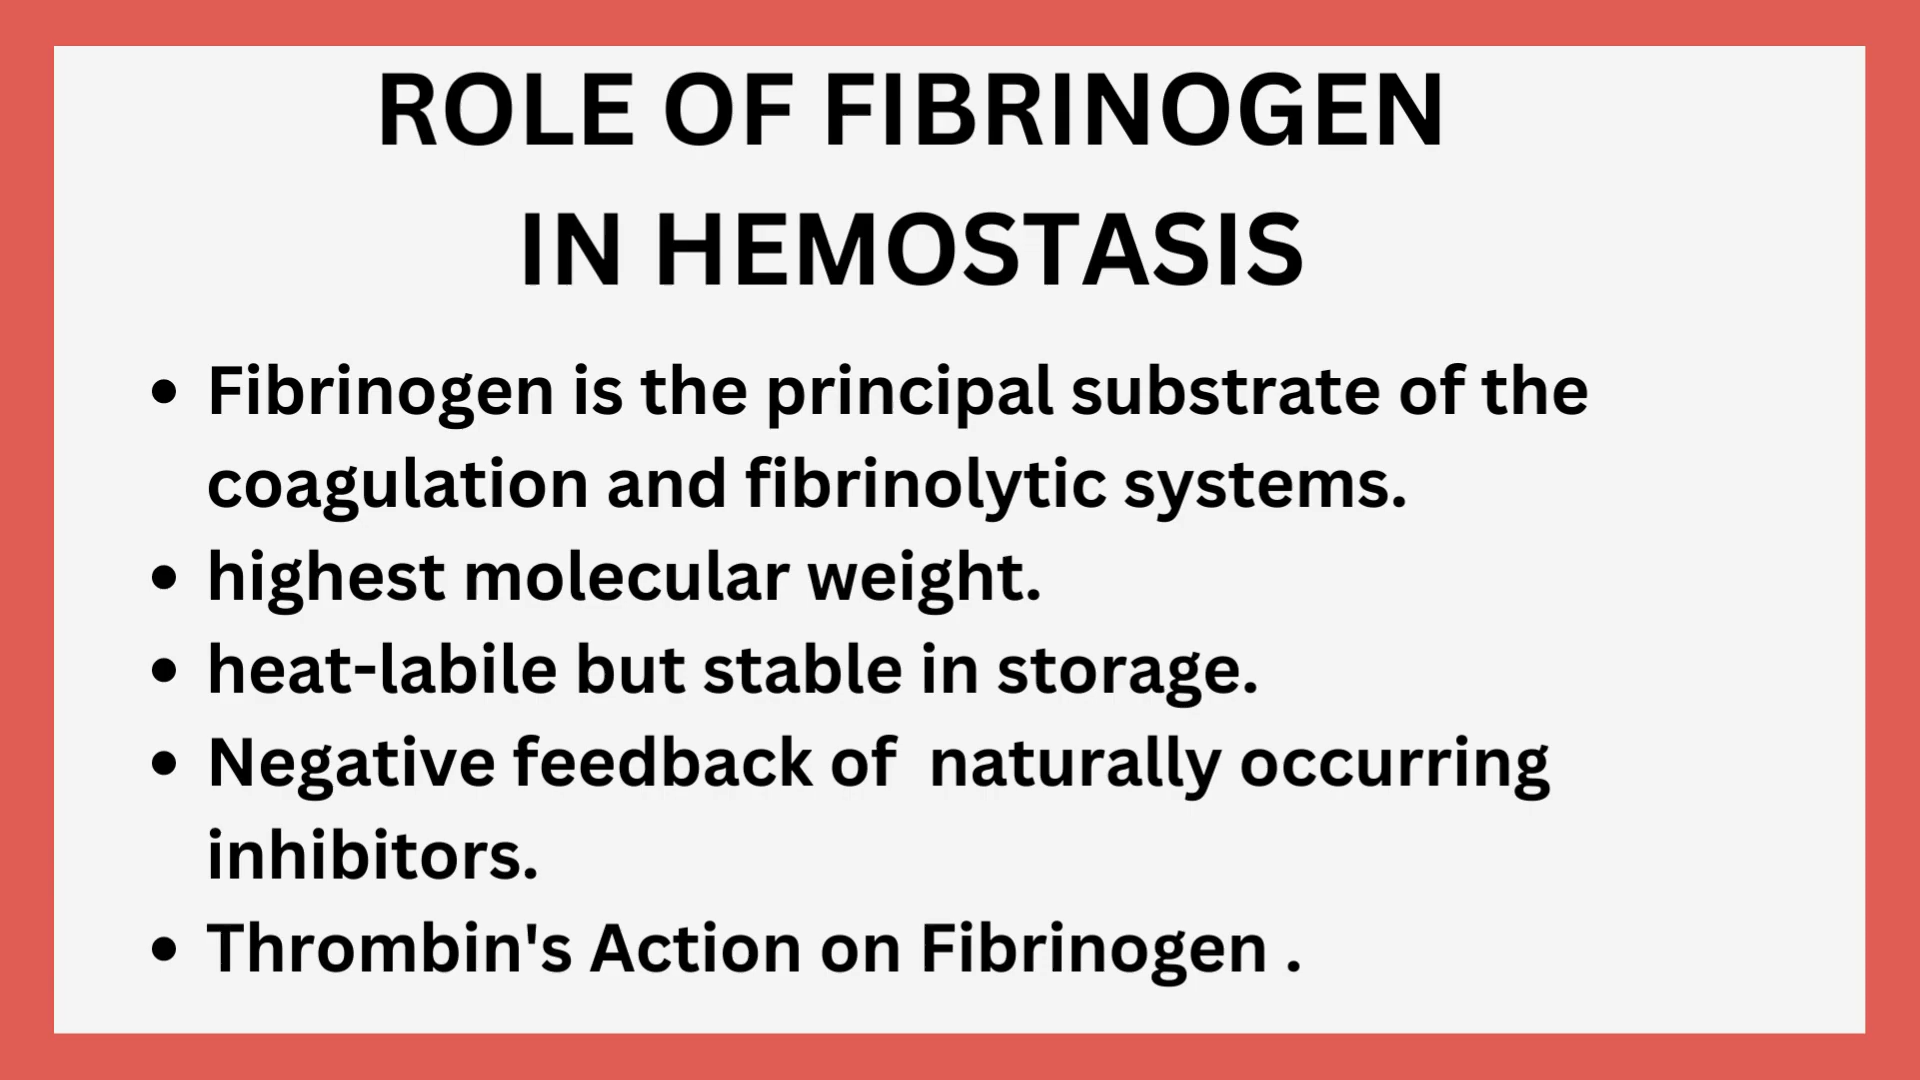 ROLE OF FIBRINOGEN
IN HEMOSTASIS
• Fibrinogen is the principal substrate of the
coagulation and fibrinolytic systems.
• highest molecular weight.
• heat-labile but stable in storage.
• Negative feedback of  naturally occurring
inhibitors.
• Thrombin's Action on Fibrinogen .